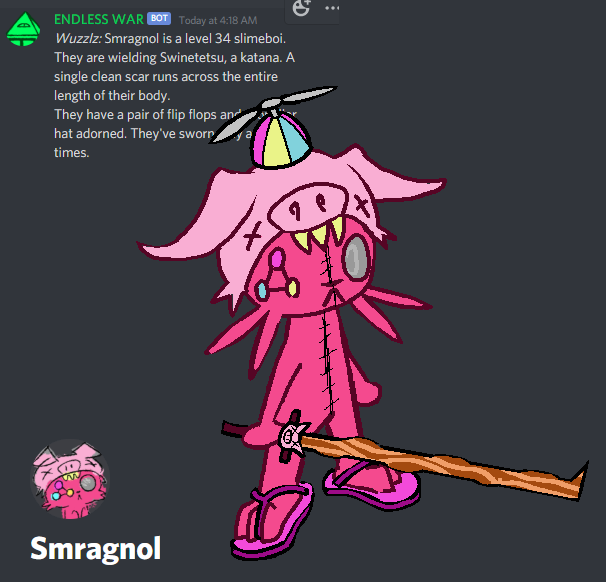 ENDLESS WAR BOT Today at 4:18 AM
Wuzzlz: Smragnol is a level 34 slimeboi.
They are wielding Swinetetsu, a katana. A
single clean scar runs across the entire
length of their body.
They have a pair of flip flops and
hat adorned. They've sworn
times.
Smragnol